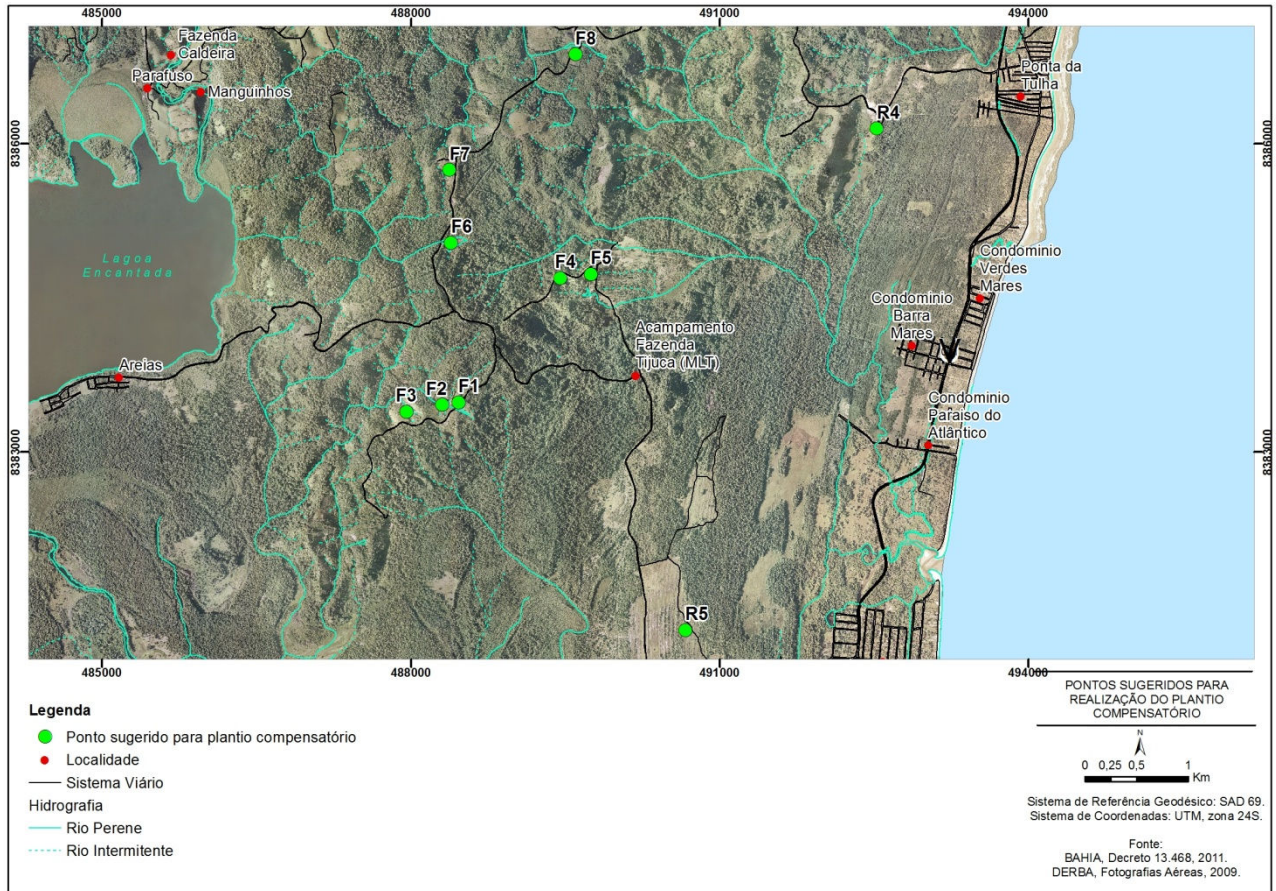 485000
488000
491000
494000
Fazenda
Caldeira
Parafuso
Manguinhos
F8
R4
Ponta da
Tulha
8386000
8386000
F7
F6
F4
F5
Lagoa
Encantada
Condominio
Verdes
Mares
Condominio
Barra
Mares
Acampamento
Fazenda
Tijuca (MLT)
Areias
F3
F2
F1
Condominio
Paraiso do
Atlântico
8383000
8383000
R5
485000
488000
491000
494000
Legenda
Ponto sugerido para plantio compensatório
Localidade
Sistema Viário
Hidrografia
Rio Perene
Rio Intermitente
PONTOS SUGERIDOS PARA
REALIZAÇÃO DO PLANTIO
COMPENSATÓRIO
N
0 0,25 0,5 1
Km
Sistema de Referência Geodésico: SAD 69.
Sistema de Coordenadas: UTM, zona 24S.
Fonte:
BAHIA, Decreto 13.468, 2011.
DERBA, Fotografias Aéreas, 2009.